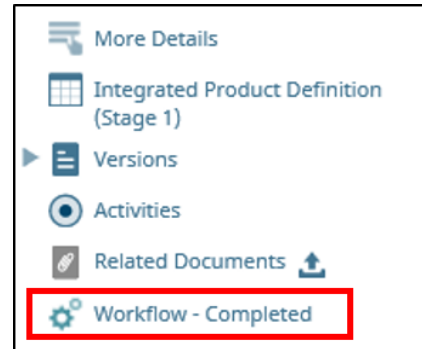 More Details
Integrated Product Definition
(Stage 1)
Versions
Activities
Related Documents
Workflow - Completed